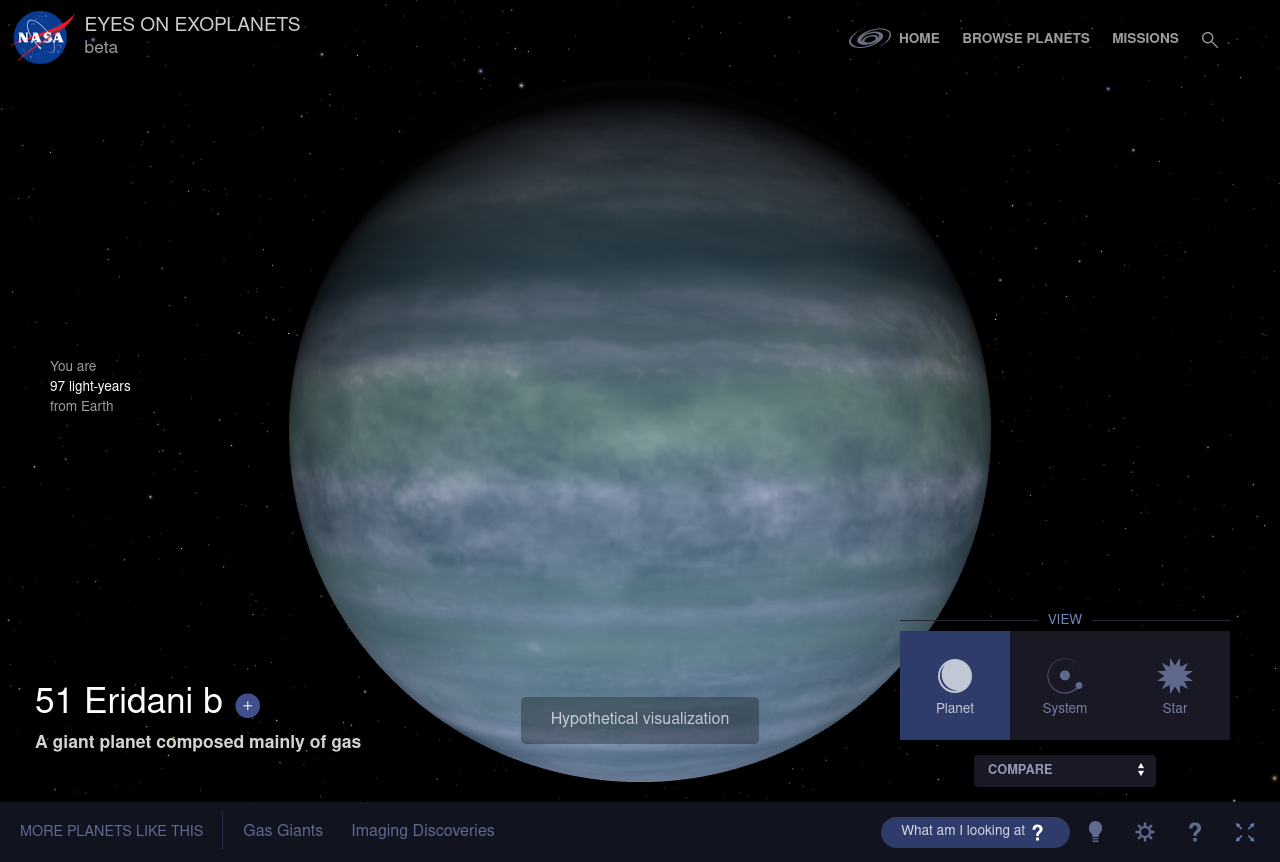 NASA
EYES ON EXOPLANETS
beta
HOME
BROWSE PLANETS
MISSIONS
You are
97 light-years
from Earth
51 Eridani b +
A giant planet composed mainly of gas
Hypothetical visualization
VIEW
Planet
System
Star
COMPARE
MORE PLANETS LIKE THIS
Gas Giants
Imaging Discoveries
What am I looking at ?
?